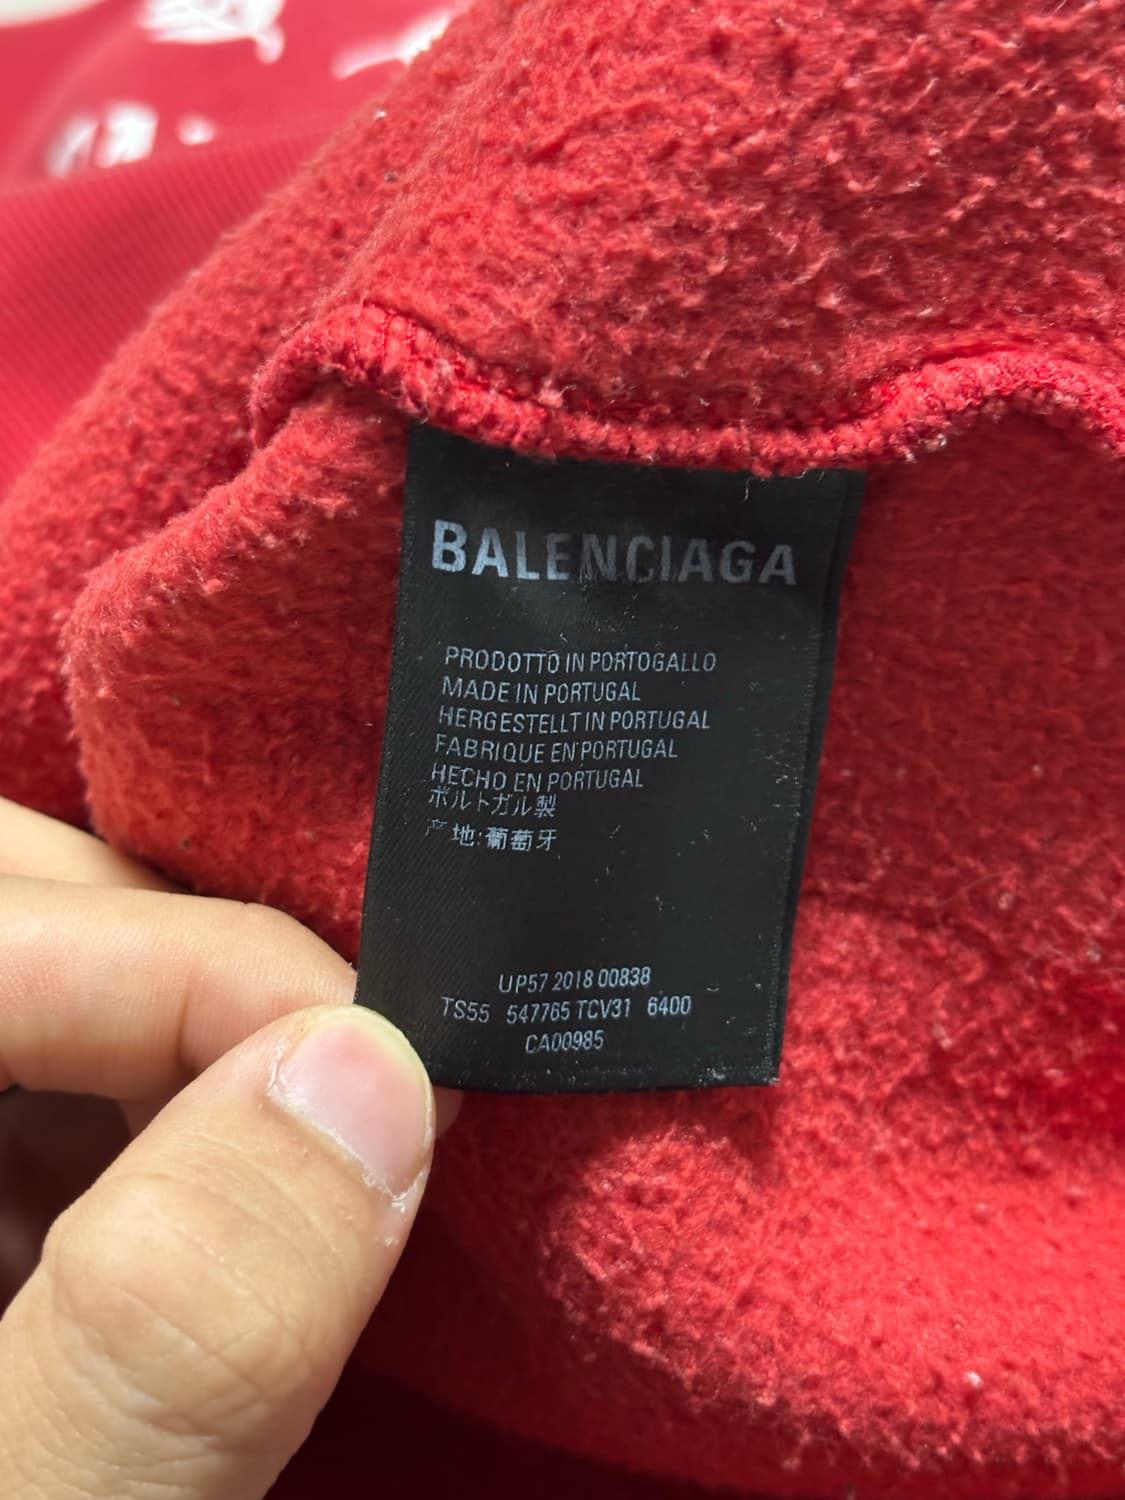 BALENCIAGA
PRODOTTO IN PORTOGALLO
MADE IN PORTUGAL
HERGESTELLT IN PORTUGAL
FABRIQUE EN PORTUGAL
HECHO EN PORTUGAL
ポルトガル製
产地:葡萄牙
UP57 2018 00838
TS55 547765 TCV31 6400
CA00985